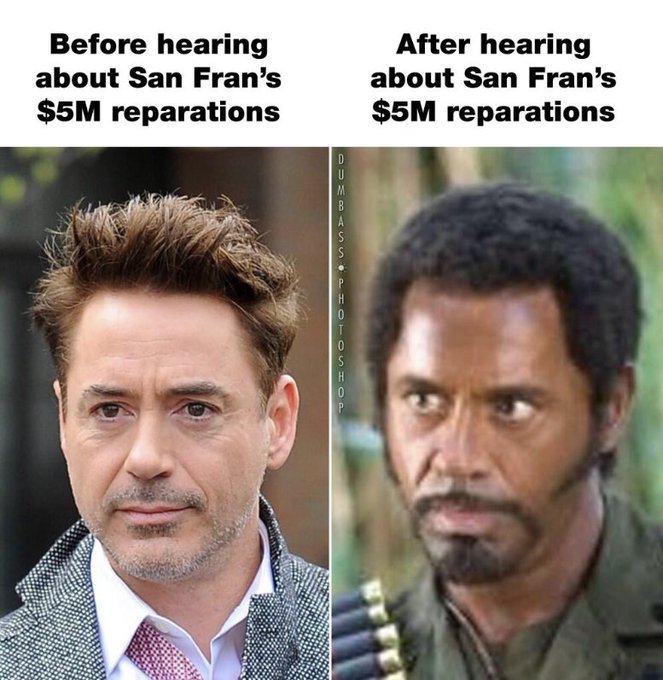 Before hearing
about San Fran's
$5M reparations
After hearing
about San Fran's
$5M reparations
DUMBASS PHOTOSHOP